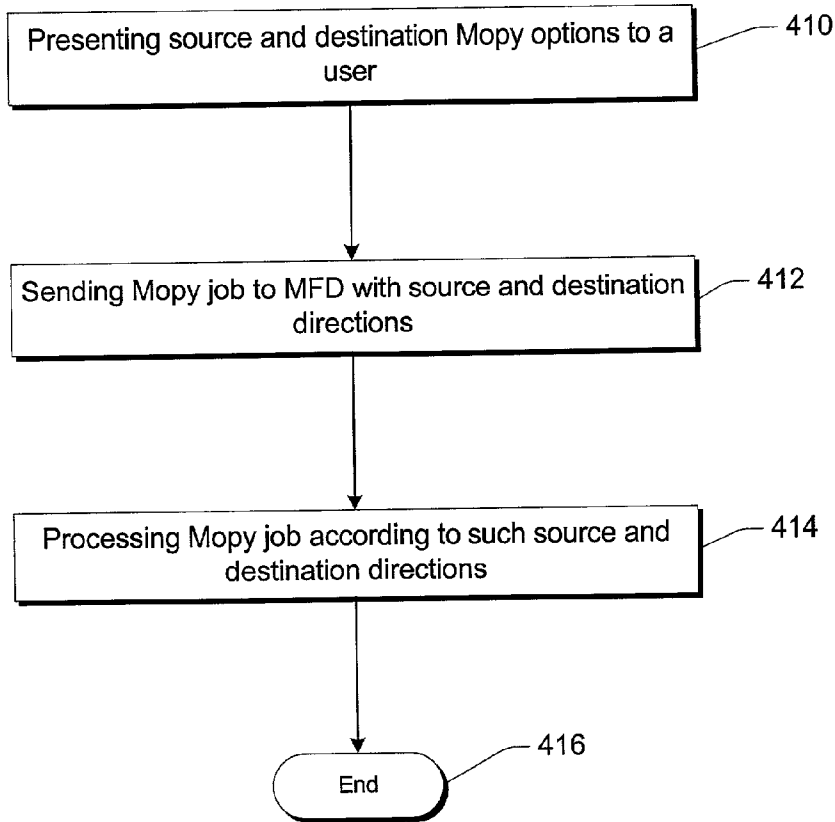 Presenting source and destination Mopy options to a
user
410
Sending Mopy job to MFD with source and destination
directions
412
Processing Mopy job according to such source and
destination directions
414
End
416